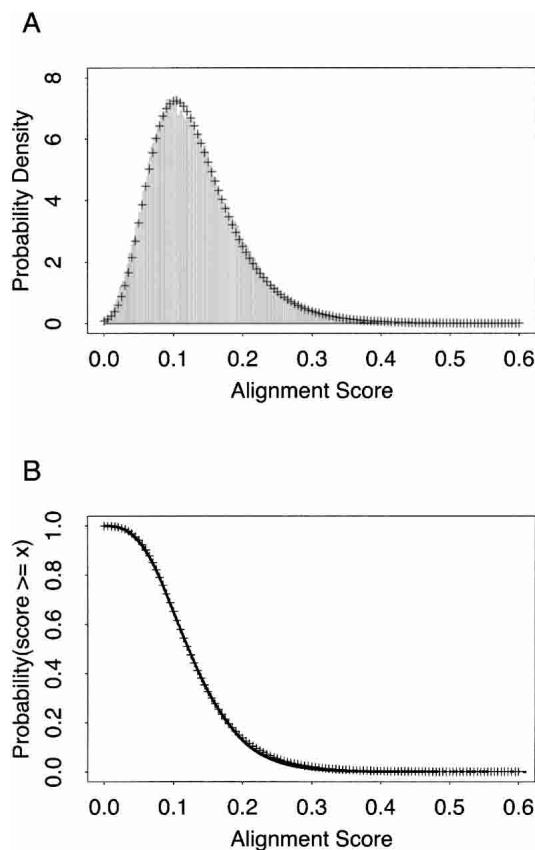 A
8
6
4
2
0
Probability Density
0.0 0.1 0.2 0.3 0.4 0.5 0.6
Alignment Score
B
1.0
0.8
0.6
0.4
0.2
0.0
Probability(score >= x)
0.0 0.1 0.2 0.3 0.4 0.5 0.6
Alignment Score